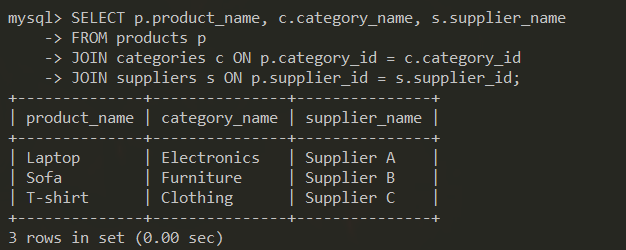 mysql> SELECT p.product_name, c.category_name, s.supplier_name
    -> FROM products p
    -> JOIN categories c ON p.category_id = c.category_id
    -> JOIN suppliers s ON p.supplier_id = s.supplier_id;
+--------------+---------------+---------------+
| product_name | category_name | supplier_name |
+--------------+---------------+---------------+
| Laptop       | Electronics   | Supplier A    |
| Sofa         | Furniture     | Supplier B    |
| T-shirt      | Clothing      | Supplier C    |
+--------------+---------------+---------------+
3 rows in set (0.00 sec)